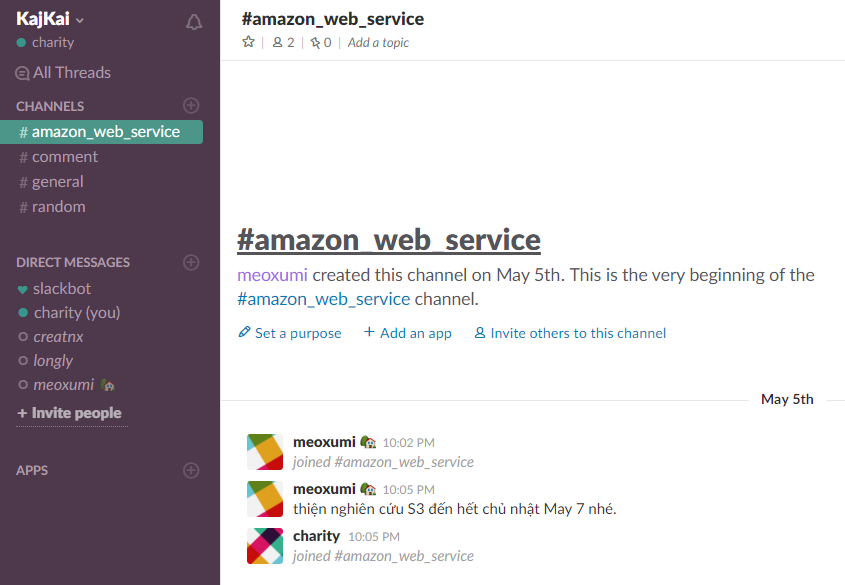 KajKai
charity
All Threads
CHANNELS
# amazon_web_service
# comment
# general
# random
DIRECT MESSAGES
slackbot
charity (you)
creatnx
longly
meoxumi
+ Invite people
APPS
#amazon_web_service
2 | 0 | Add a topic
#amazon_web_service
meoxumi created this channel on May 5th. This is the very beginning of the
#amazon_web_service channel.
Set a purpose + Add an app Invite others to this channel
May 5th
meoxumi 10:02 PM
joined #amazon_web_service
meoxumi 10:05 PM
thiện nghiên cứu S3 đến hết chủ nhật May 7 nhé.
charity 10:05 PM
joined #amazon_web_service